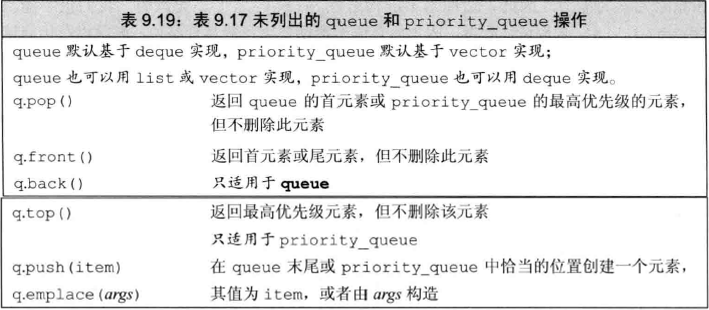 表 9.19：表 9.17 未列出的 queue 和 priority_queue 操作
queue 默认基于 deque 实现，priority_queue 默认基于 vector 实现；
queue 也可以用 list 或 vector 实现，priority_queue 也可以用 deque 实现。
q.pop() 返回 queue 的首元素或 priority_queue 的最高优先级的元素，
但不删除此元素
q.front() 返回首元素或尾元素，但不删除此元素
q.back() 只适用于 queue
q.top() 返回最高优先级元素，但不删除该元素
只适用于 priority_queue
q.push(item) 在 queue 末尾或 priority_queue 中恰当的位置创建一个元素，
q.emplace(args) 其值为 item，或者由 args 构造